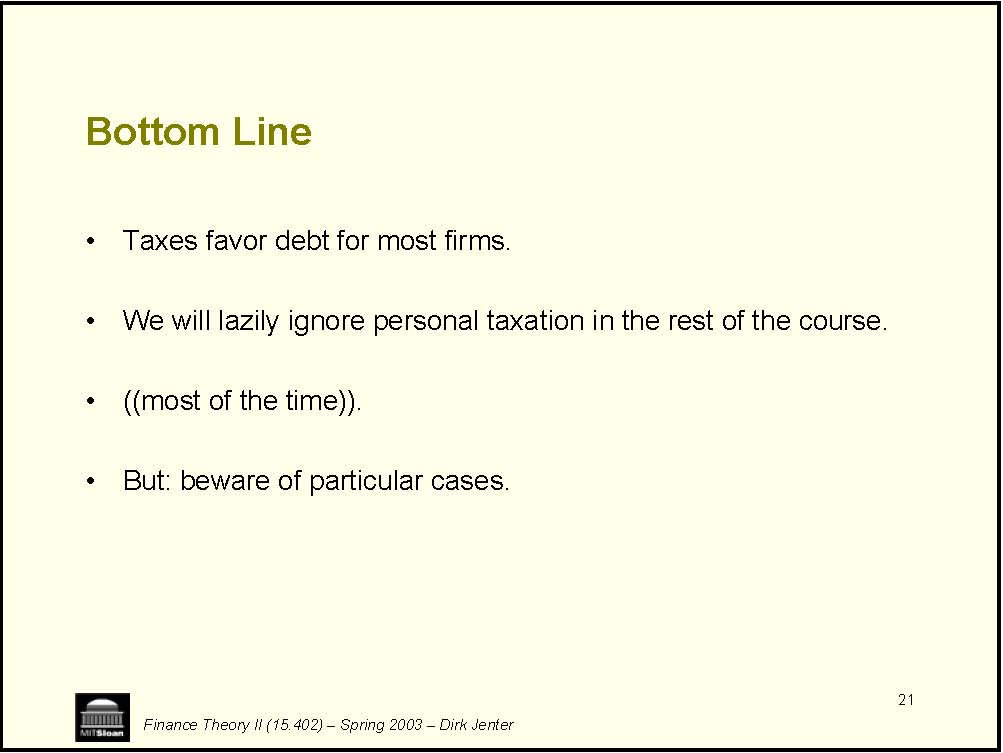 Bottom Line
• Taxes favor debt for most firms.
• We will lazily ignore personal taxation in the rest of the course.
• ((most of the time)).
• But: beware of particular cases.
21
MITSloan
Finance Theory II (15.402) – Spring 2003 – Dirk Jenter